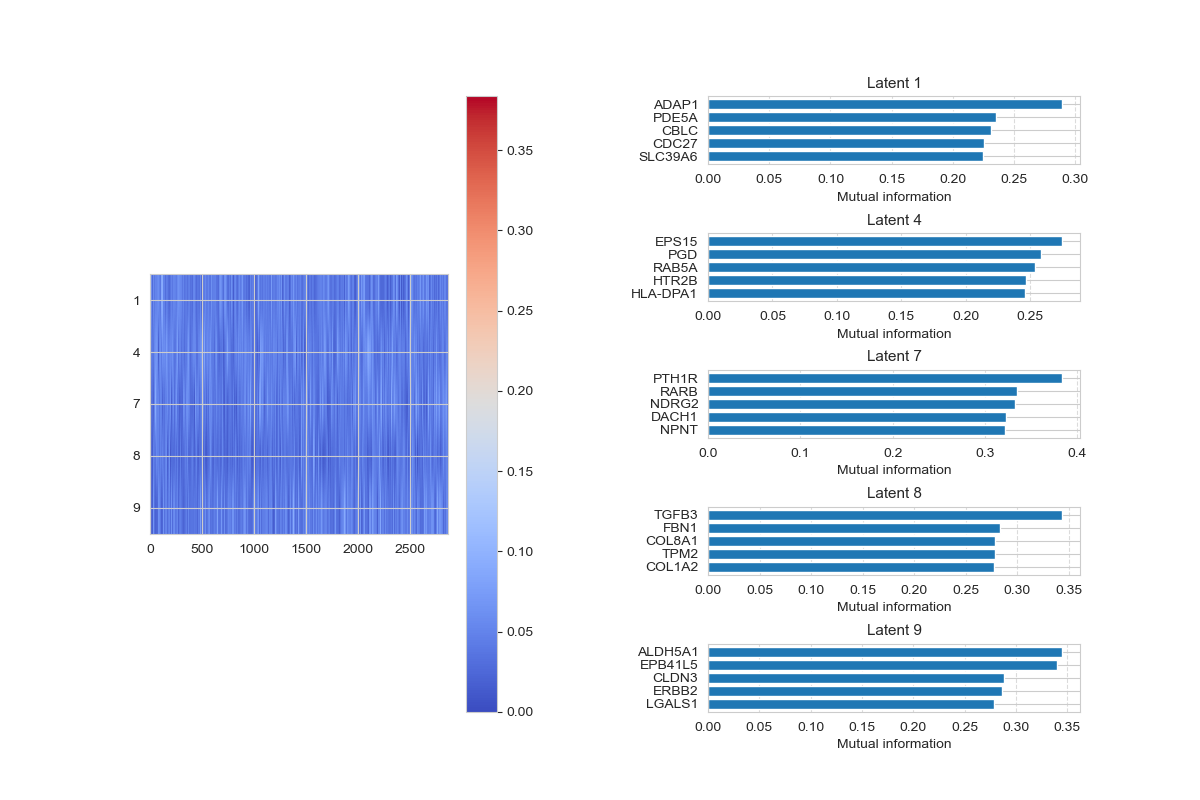 0.35
0.30
0.25
0.20
0.15
0.10
0.05
0.00
1
4
7
8
9
0 500 1000 1500 2000 2500
Latent 1
ADAP1
PDE5A
CBLC
CDC27
SLC39A6
0.00 0.05 0.10 0.15 0.20 0.25 0.30
Mutual information
Latent 4
EPS15
PGD
RAB5A
HTR2B
HLA-DPA1
0.00 0.05 0.10 0.15 0.20 0.25
Mutual information
Latent 7
PTH1R
RARB
NDRG2
DACH1
NPNT
0.0 0.1 0.2 0.3 0.4
Mutual information
Latent 8
TGFB3
FBN1
COL8A1
TPM2
COL1A2
0.00 0.05 0.10 0.15 0.20 0.25 0.30 0.35
Mutual information
Latent 9
ALDH5A1
EPB41L5
CLDN3
ERBB2
LGALS1
0.00 0.05 0.10 0.15 0.20 0.25 0.30 0.35
Mutual information